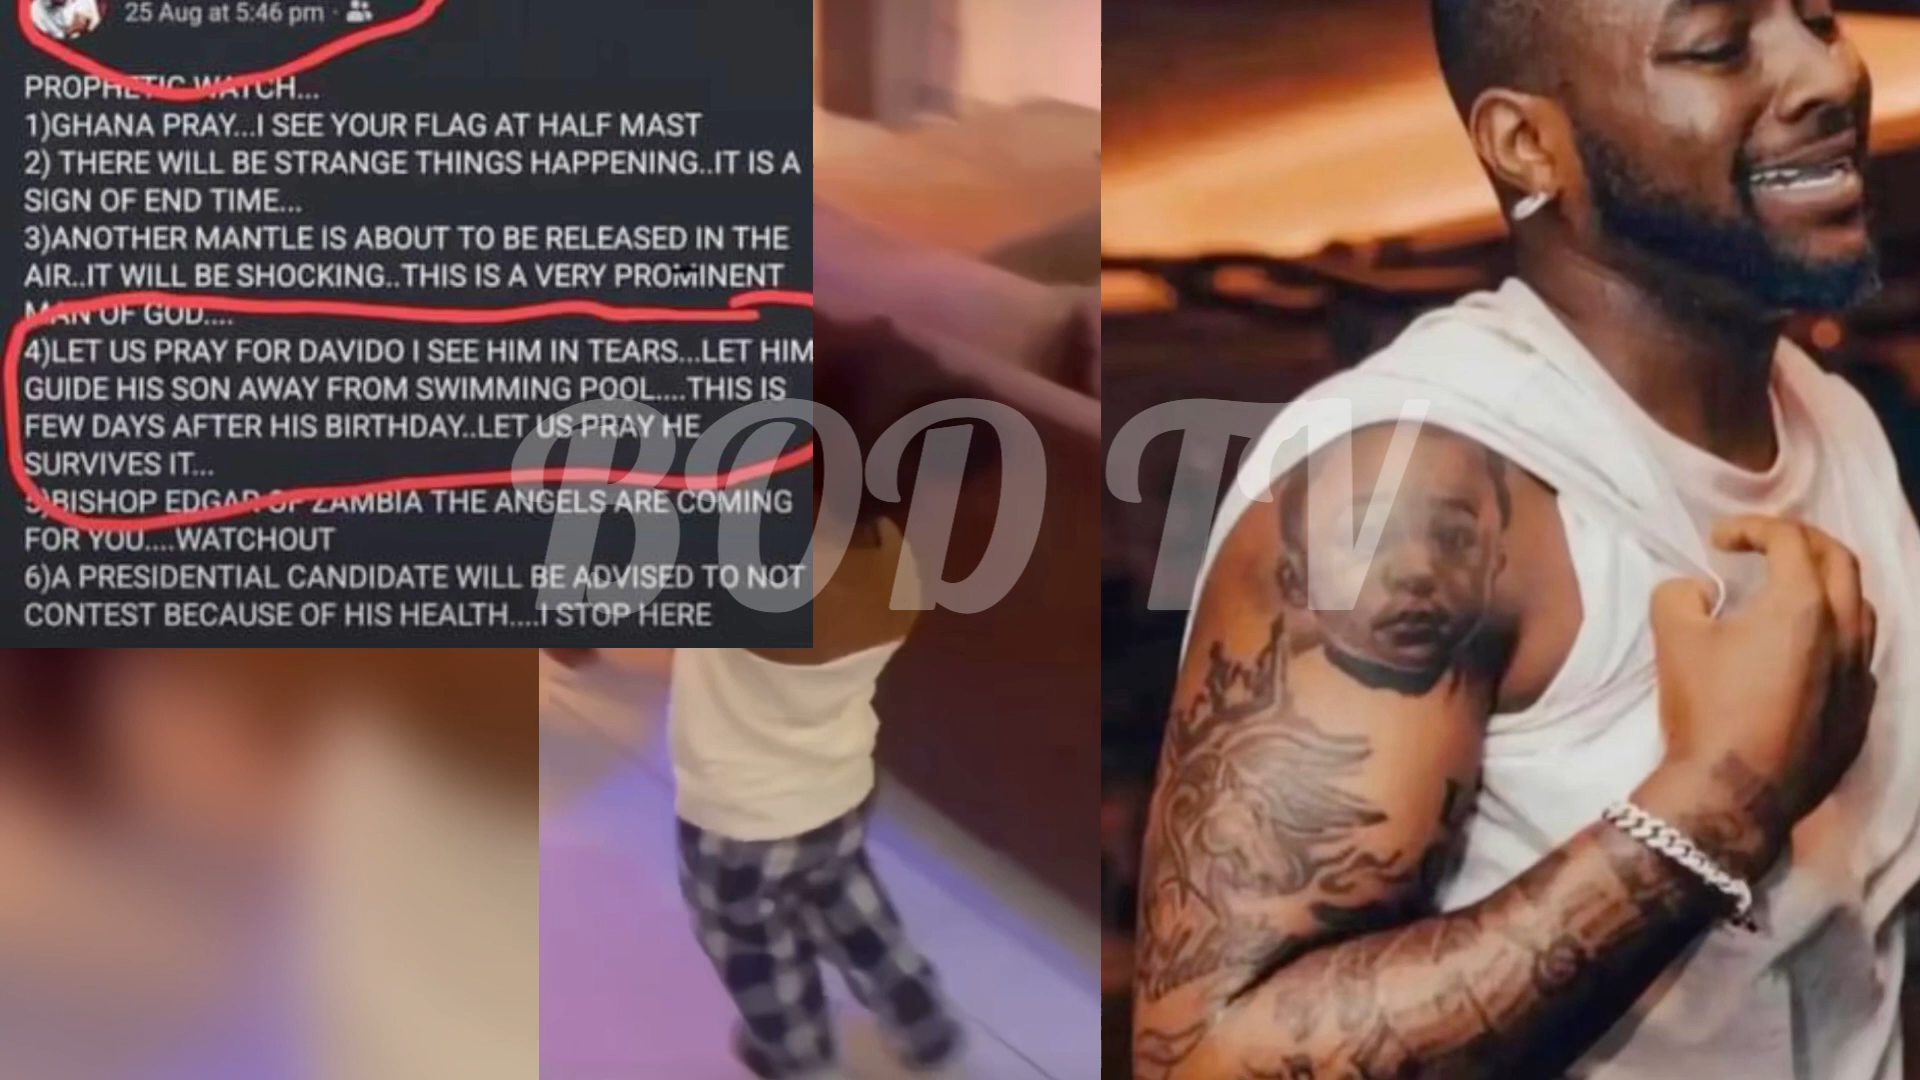 25 Aug at 5:46 pm ·
PROPHETIC WATCH...
1)GHANA PRAY...I SEE YOUR FLAG AT HALF MAST
2) THERE WILL BE STRANGE THINGS HAPPENING..IT IS A
SIGN OF END TIME...
3)ANOTHER MANTLE IS ABOUT TO BE RELEASED IN THE
AIR..IT WILL BE SHOCKING..THIS IS A VERY PROMINENT
MAN OF GOD....
4)LET US PRAY FOR DAVIDO I SEE HIM IN TEARS...LET HIM
GUIDE HIS SON AWAY FROM SWIMMING POOL....THIS IS
FEW DAYS AFTER HIS BIRTHDAY..LET US PRAY HE
SURVIVES IT...
5)BISHOP EDGAR OF ZAMBIA THE ANGELS ARE COMING
FOR YOU....WATCHOUT
6)A PRESIDENTIAL CANDIDATE WILL BE ADVISED TO NOT
CONTEST BECAUSE OF HIS HEALTH....I STOP HERE
BOD TV